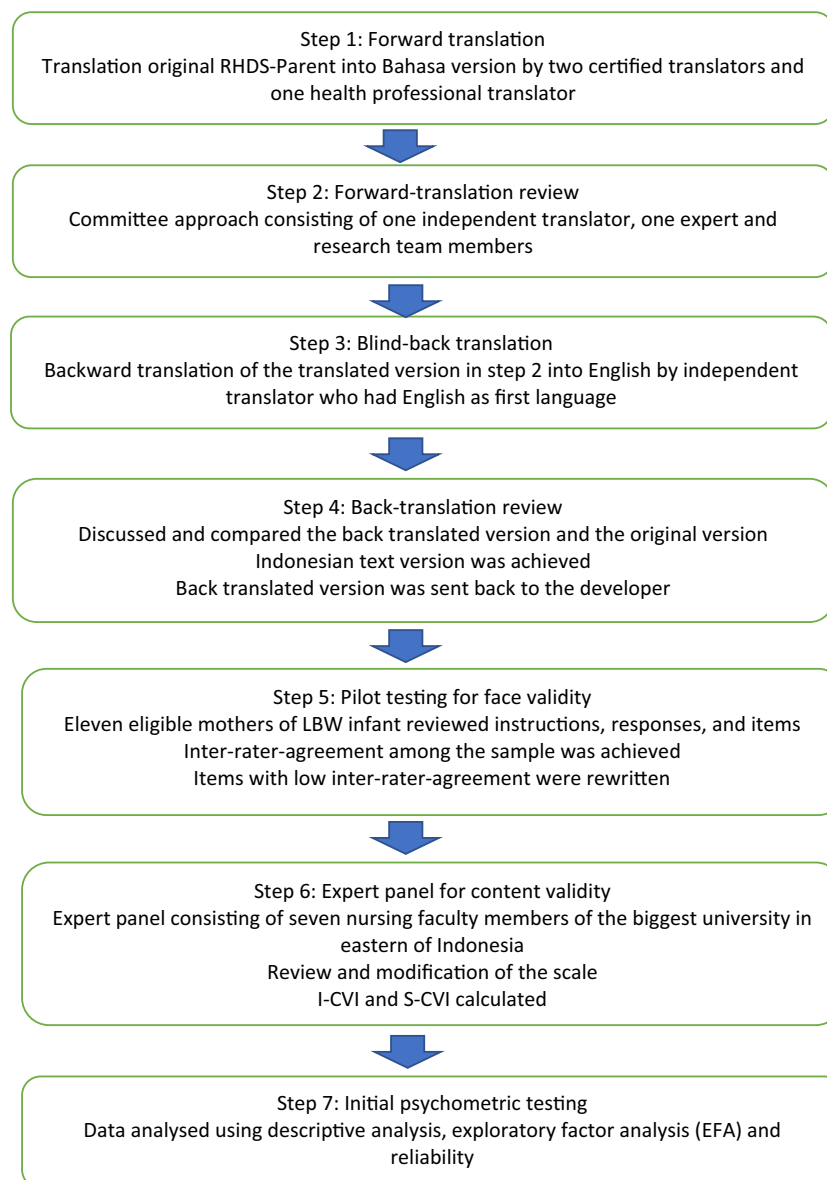 Step 1: Forward translation
Translation original RHDS-Parent into Bahasa version by two certified translators and
one health professional translator
Step 2: Forward-translation review
Committee approach consisting of one independent translator, one expert and
research team members
Step 3: Blind-back translation
Backward translation of the translated version in step 2 into English by independent
translator who had English as first language
Step 4: Back-translation review
Discussed and compared the back translated version and the original version
Indonesian text version was achieved
Back translated version was sent back to the developer
Step 5: Pilot testing for face validity
Eleven eligible mothers of LBW infant reviewed instructions, responses, and items
Inter-rater-agreement among the sample was achieved
Items with low inter-rater-agreement were rewritten
Step 6: Expert panel for content validity
Expert panel consisting of seven nursing faculty members of the biggest university in
eastern of Indonesia
Review and modification of the scale
I-CVI and S-CVI calculated
Step 7: Initial psychometric testing
Data analysed using descriptive analysis, exploratory factor analysis (EFA) and
reliability